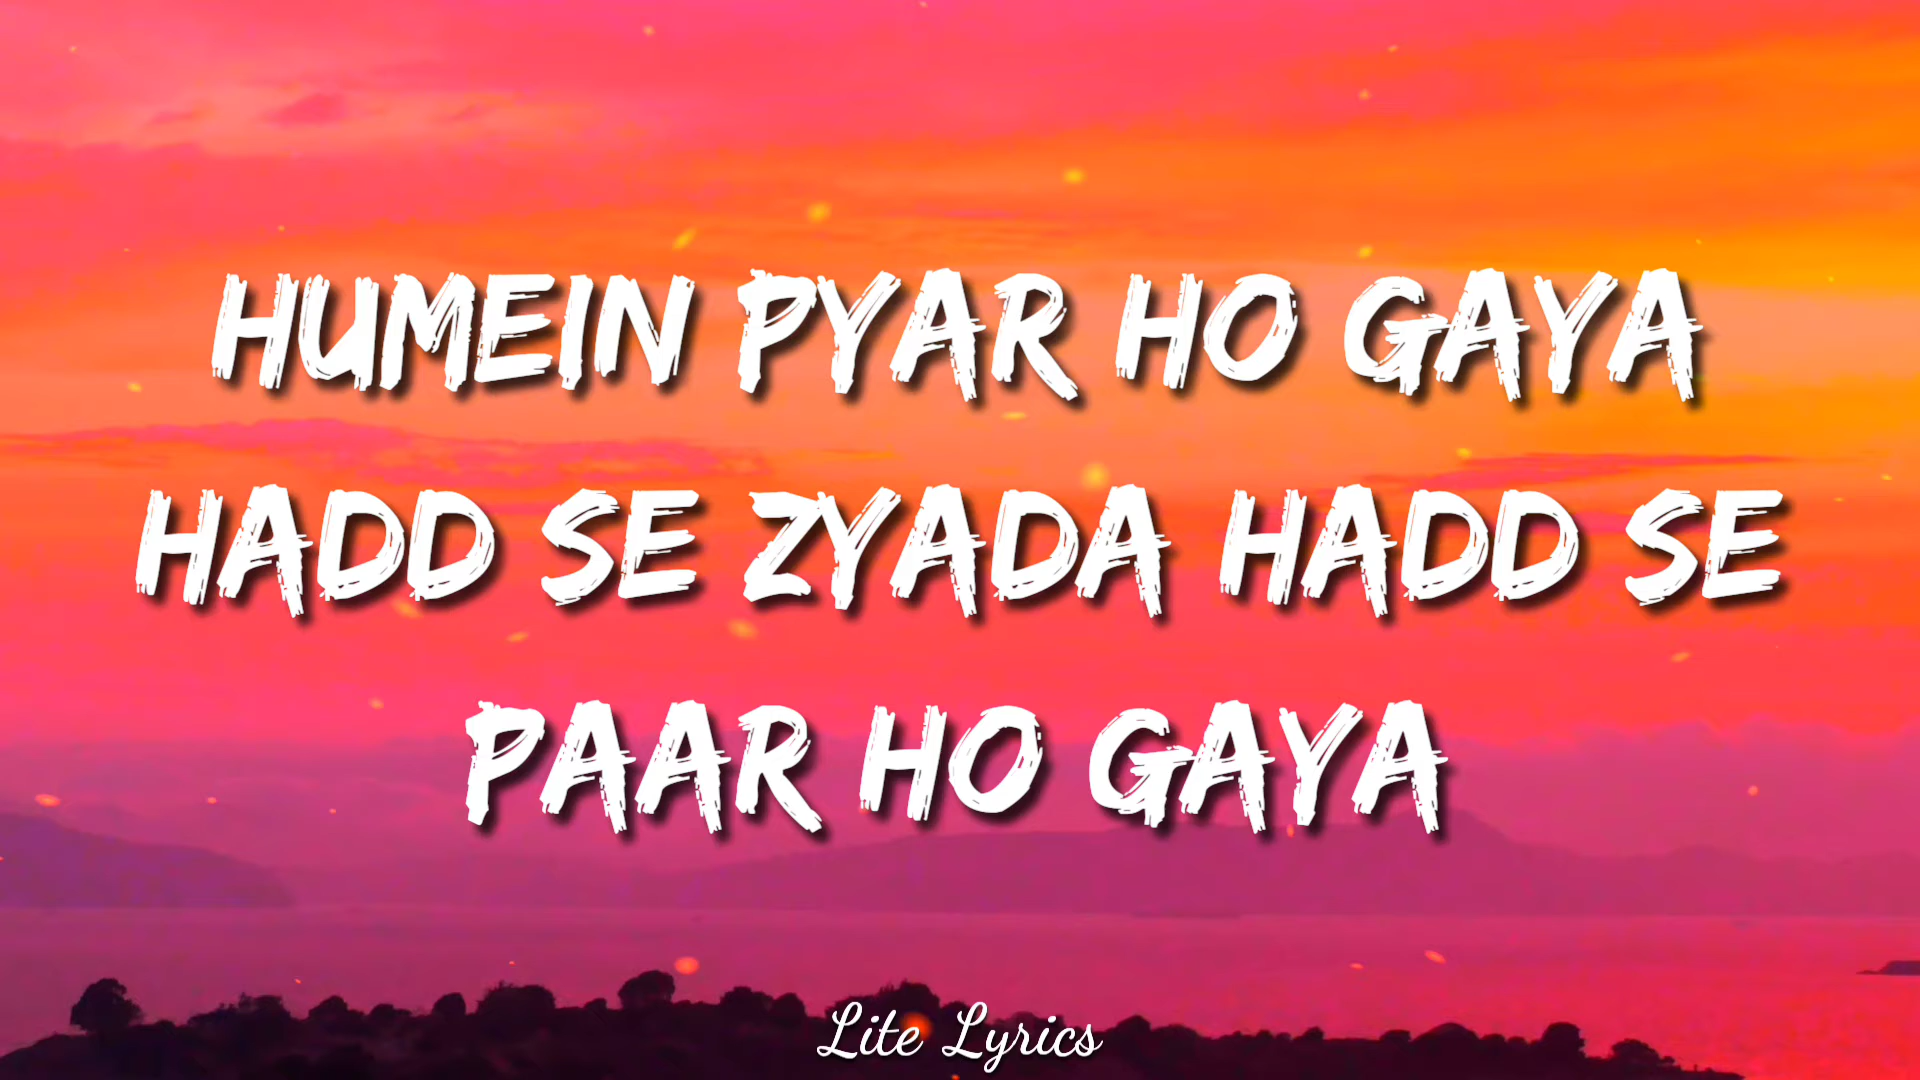 HUMEIN PYAR HO GAYA
HADD SE ZYADA HADD SE
PAAR HO GAYA
Lite Lyrics